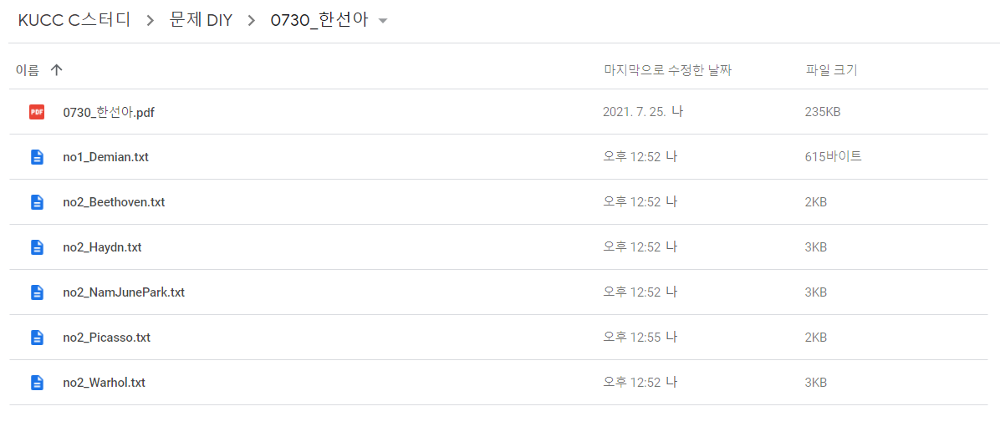 KUCC C스터디 > 문제 DIY > 0730_한선아
이름 마지막으로 수정한 날짜 파일 크기
PDF 0730_한선아.pdf 2021. 7. 25. 나 235KB
no1_Demian.txt 오후 12:52 나 615바이트
no2_Beethoven.txt 오후 12:52 나 2KB
no2_Haydn.txt 오후 12:52 나 3KB
no2_NamJunePark.txt 오후 12:52 나 3KB
no2_Picasso.txt 오후 12:55 나 2KB
no2_Warhol.txt 오후 12:52 나 3KB